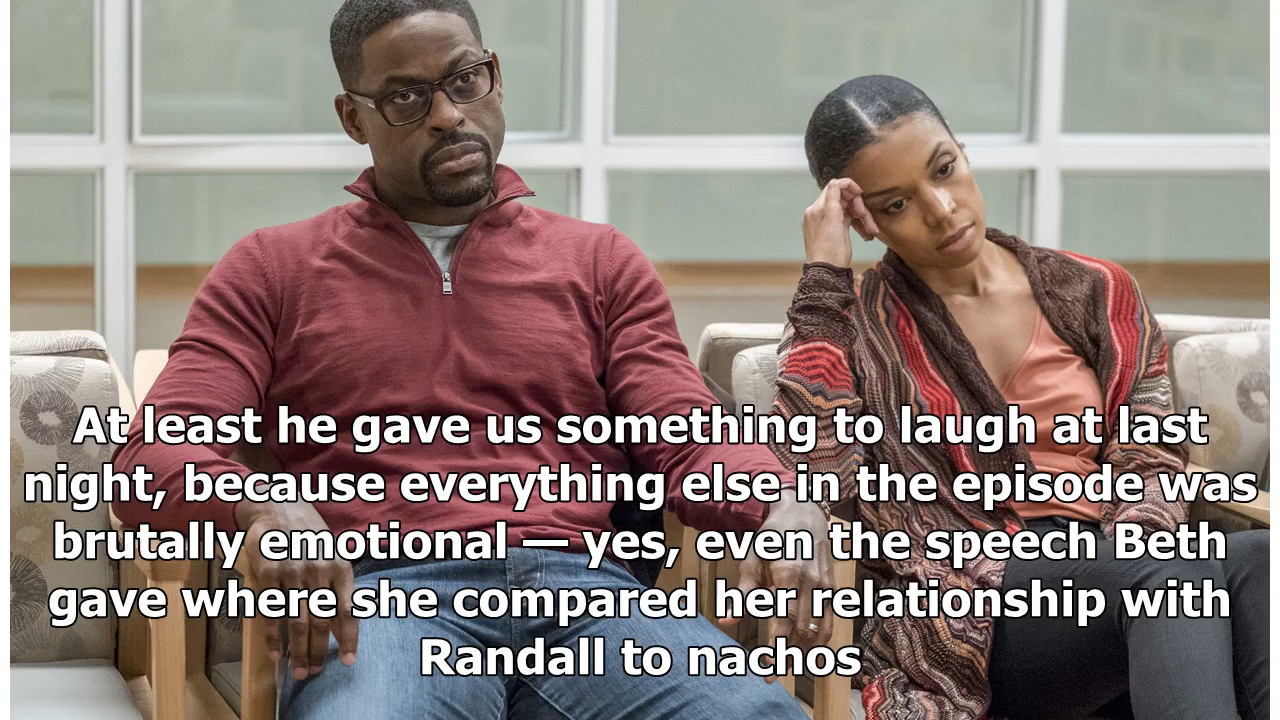 At least he gave us something to laugh at last
night, because everything else in the episode was
brutally emotional — yes, even the speech Beth
gave where she compared her relationship with
Randall to nachos